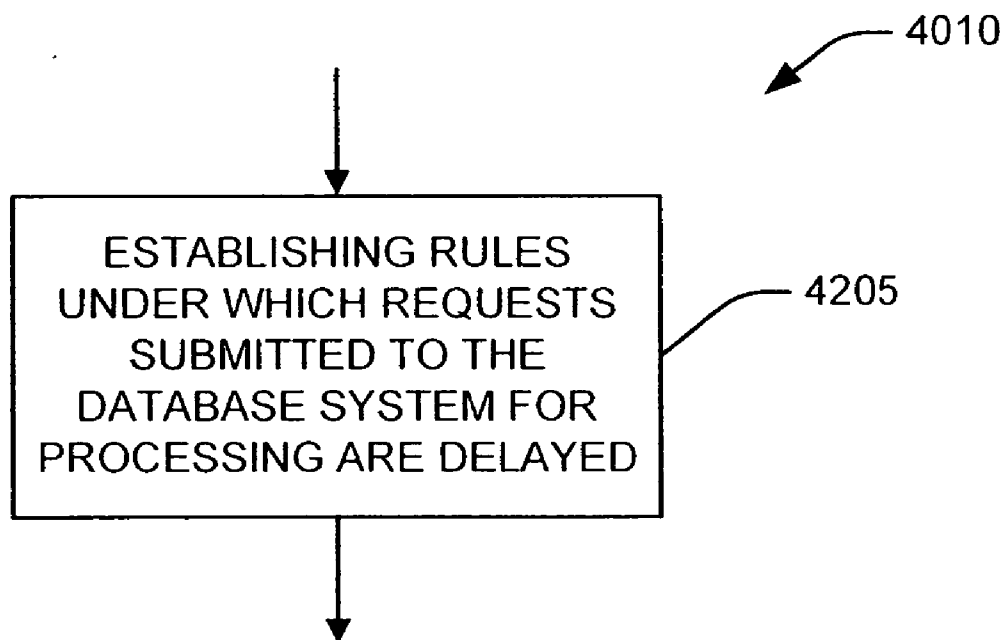 4010
ESTABLISHING RULES
UNDER WHICH REQUESTS
SUBMITTED TO THE
DATABASE SYSTEM FOR
PROCESSING ARE DELAYED
4205